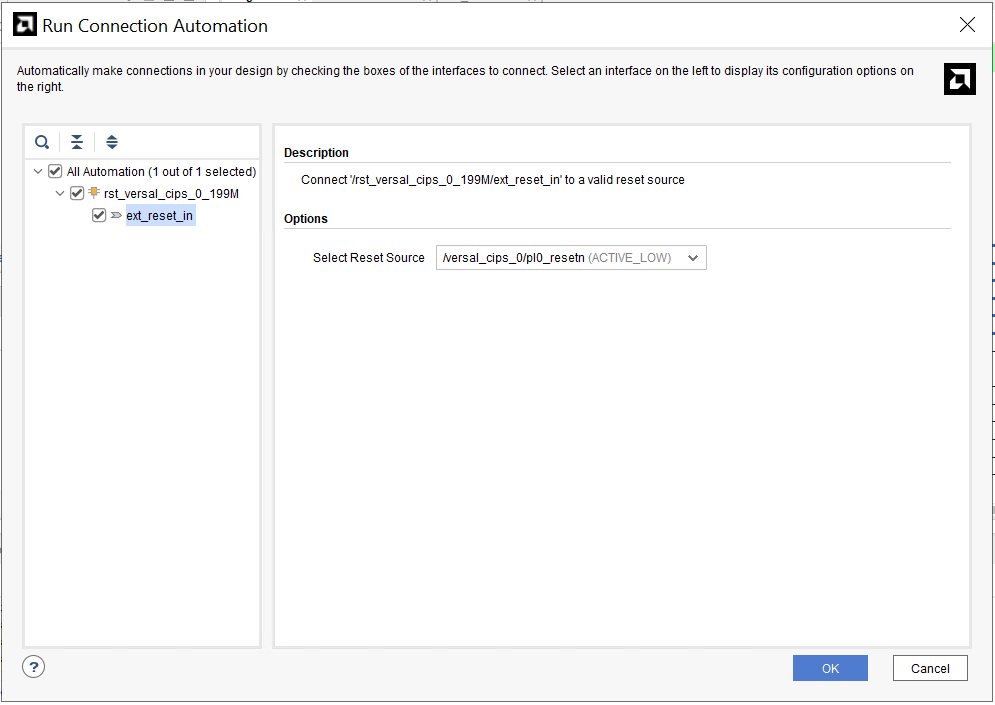 Run Connection Automation
Automatically make connections in your design by checking the boxes of the interfaces to connect. Select an interface on the left to display its configuration options on
the right.
All Automation (1 out of 1 selected)
rst_versal_cips_0_199M
ext_reset_in
Description
Connect '/rst_versal_cips_0_199M/ext_reset_in' to a valid reset source
Options
Select Reset Source /versal_cips_0/pl0_resetn (ACTIVE_LOW)
?
OK Cancel